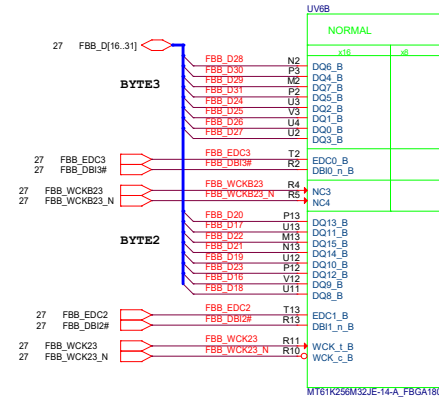 UV6B
NORMAL
x16 x8
27 FBB_D[16..31]
BYTE3
FBB_D28 N2 DQ6_B
FBB_D30 P3 DQ4_B
FBB_D29 M2 DQ7_B
FBB_D31 P2 DQ5_B
FBB_D24 U3 DQ2_B
FBB_D25 V3 DQ1_B
FBB_D26 U4 DQ0_B
FBB_D27 U2 DQ3_B
27 FBB_EDC3 FBB_EDC3 T2 EDC0_B
27 FBB_DBI3# FBB_DBI3# R2 DBI0_n_B
27 FBB_WCKB23 FBB_WCKB23 R4 NC3
27 FBB_WCKB23_N FBB_WCKB23_N R5 NC4
BYTE2
FBB_D20 P13 DQ13_B
FBB_D17 U13 DQ11_B
FBB_D22 M13 DQ15_B
FBB_D21 N13 DQ14_B
FBB_D19 U12 DQ10_B
FBB_D23 P12 DQ12_B
FBB_D16 V12 DQ9_B
FBB_D18 U11 DQ8_B
27 FBB_EDC2 FBB_EDC2 T13 EDC1_B
27 FBB_DBI2# FBB_DBI2# R13 DBI1_n_B
27 FBB_WCK23 FBB_WCK23 R11 WCK_t_B
27 FBB_WCK23_N FBB_WCK23_N R10 WCK_c_B
MT61K256M32JE-14-A_FBGA180